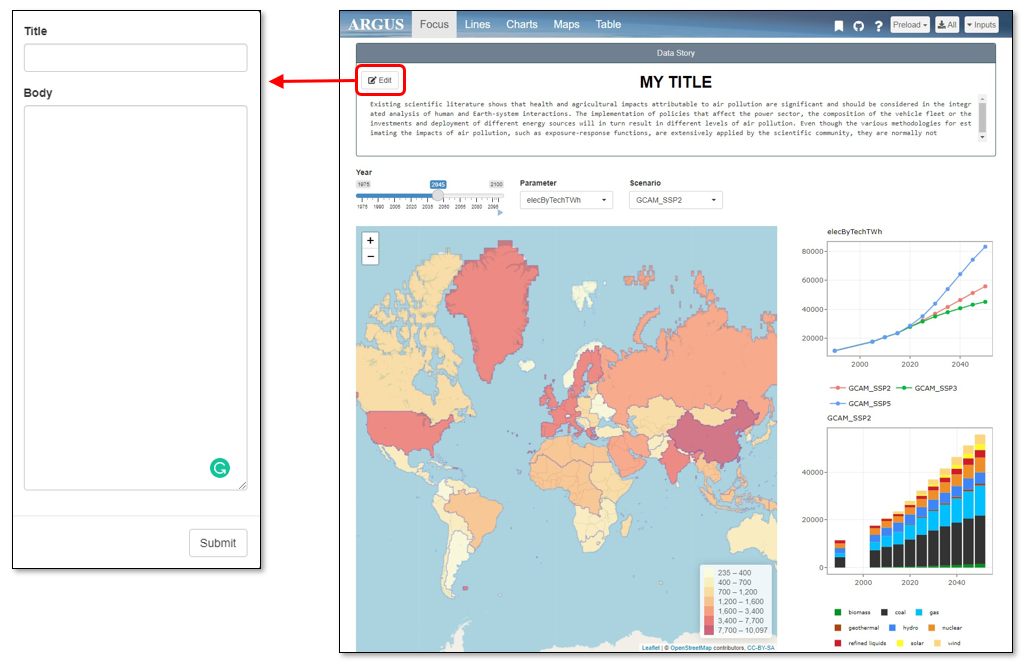 Title
Body
Submit
ARGUS Focus Lines Charts Maps Table Preload All Inputs
Data Story
Edit
MY TITLE
Existing scientific literature shows that health and agricultural impacts attributable to air pollution are significant and should be considered in the integr
ated analysis of human and Earth-system interactions. The implementation of policies that affect the power sector, the composition of the vehicle fleet or the
investments and deployment of different energy sources will in turn result in different levels of air pollution. Even though the various methodologies for est
imating the impacts of air pollution, such as exposure-response functions, are extensively applied by the scientific community, they are normally not
Year
1975 2045 2100
1975 1990 2005 2020 2035 2050 2065 2080 2095
Parameter
elecByTechTWh
Scenario
GCAM_SSP2
+
−
235 – 400
400 – 700
700 – 1,200
1,200 – 1,600
1,600 – 3,400
3,400 – 7,700
7,700 – 10,097
Leaflet | © OpenStreetMap contributors, CC-BY-SA
elecByTechTWh
80000
60000
40000
20000
2000 2020 2040
GCAM_SSP2 GCAM_SSP3
GCAM_SSP5
GCAM_SSP2
40000
20000
0
2000 2020 2040
biomass coal gas
geothermal hydro nuclear
refined liquids solar wind